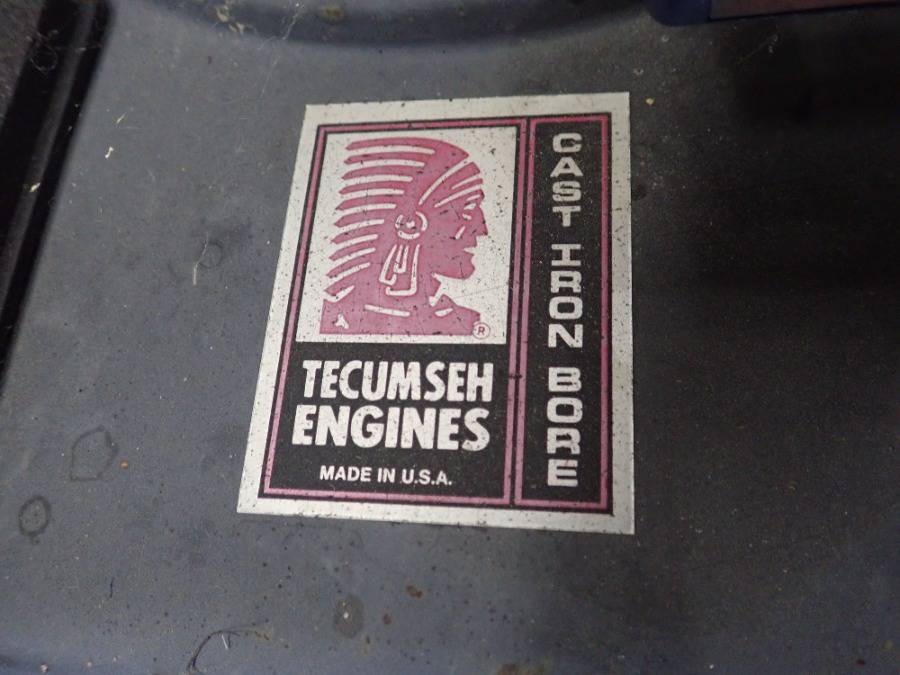 TECUMSEH
ENGINES
MADE IN U.S.A.
CAST IRON BORE
®